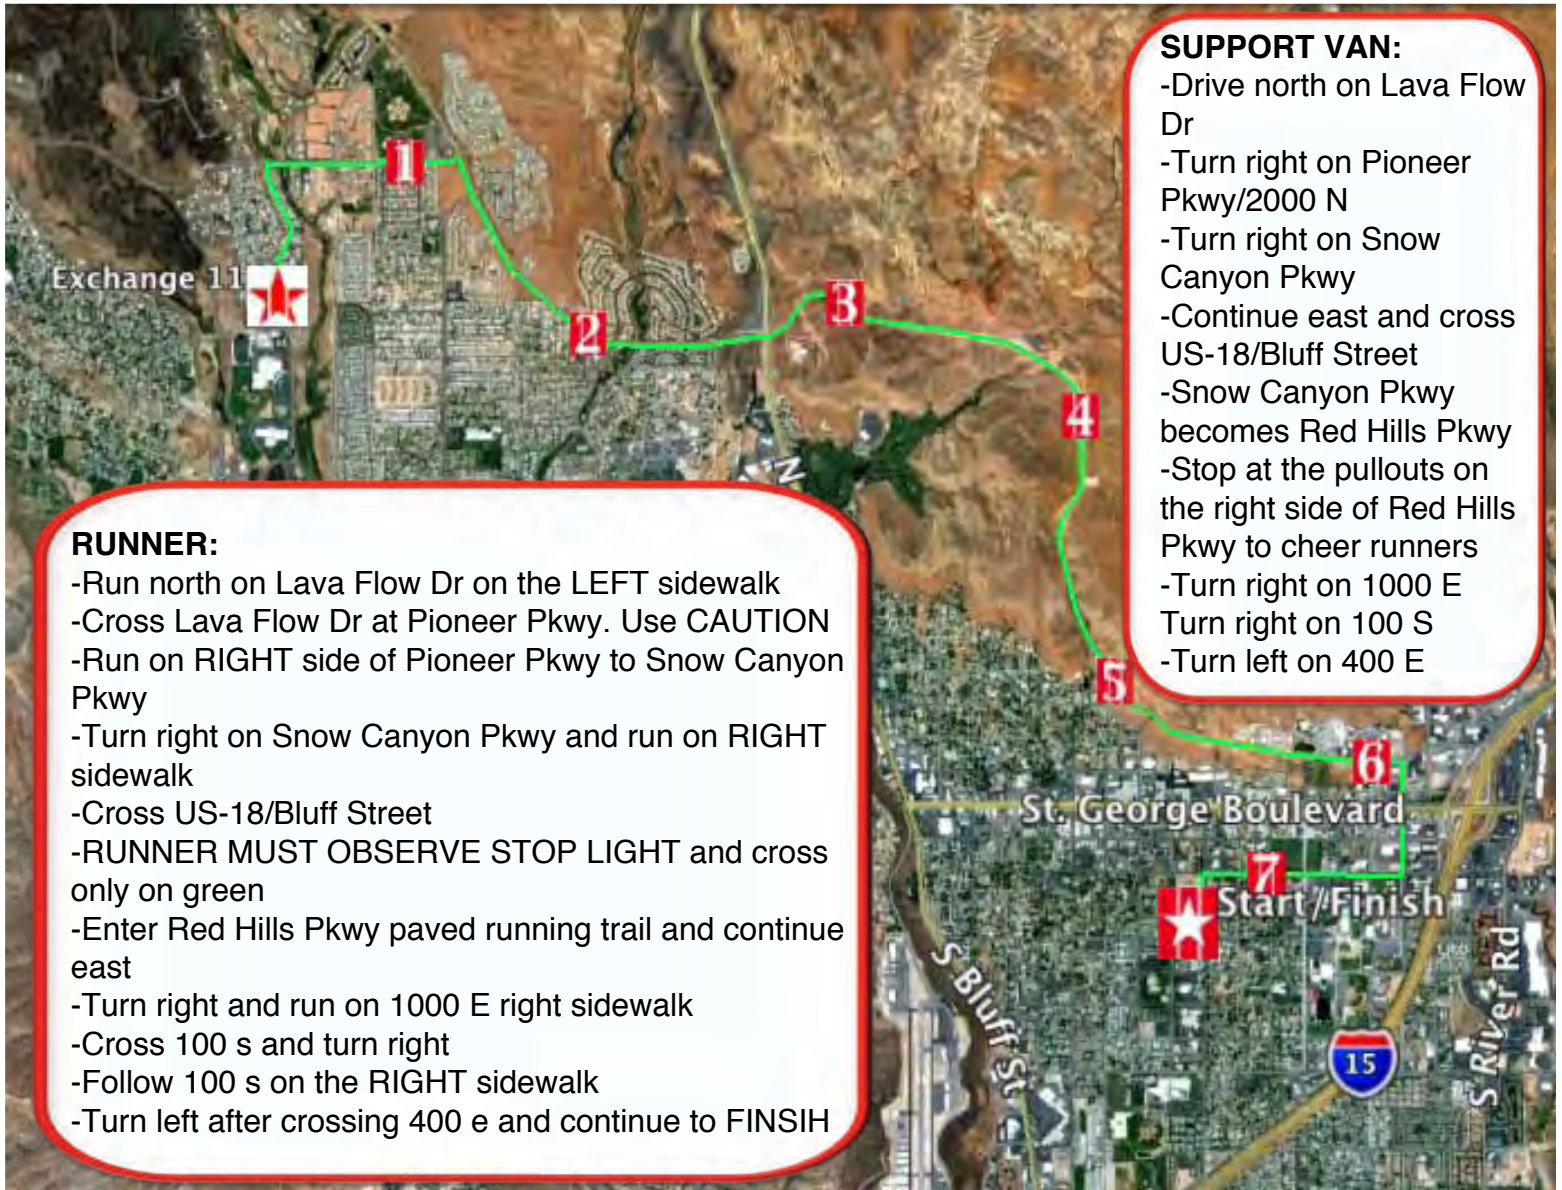 SUPPORT VAN:
-Drive north on Lava Flow
Dr
-Turn right on Pioneer
Pkwy/2000 N
-Turn right on Snow
Canyon Pkwy
-Continue east and cross
US-18/Bluff Street
-Snow Canyon Pkwy
becomes Red Hills Pkwy
-Stop at the pullouts on
the right side of Red Hills
Pkwy to cheer runners
-Turn right on 1000 E
Turn right on 100 S
-Turn left on 400 E
1
Exchange 11
2
3
4
N
RUNNER:
-Run north on Lava Flow Dr on the LEFT sidewalk
-Cross Lava Flow Dr at Pioneer Pkwy. Use CAUTION
-Run on RIGHT side of Pioneer Pkwy to Snow Canyon
Pkwy
-Turn right on Snow Canyon Pkwy and run on RIGHT
sidewalk
-Cross US-18/Bluff Street
-RUNNER MUST OBSERVE STOP LIGHT and cross
only on green
-Enter Red Hills Pkwy paved running trail and continue
east
-Turn right and run on 1000 E right sidewalk
-Cross 100 s and turn right
-Follow 100 s on the RIGHT sidewalk
-Turn left after crossing 400 e and continue to FINSIH
5
6
St. George Boulevard
7
Start/Finish
S Bluff St
15
S River Rd